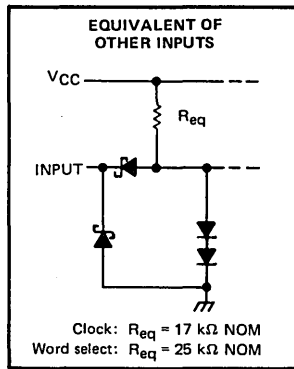 EQUIVALENT OF
OTHER INPUTS
VCC
Req
INPUT
Clock: Req = 17 kΩ NOM
Word select: Req = 25 kΩ NOM